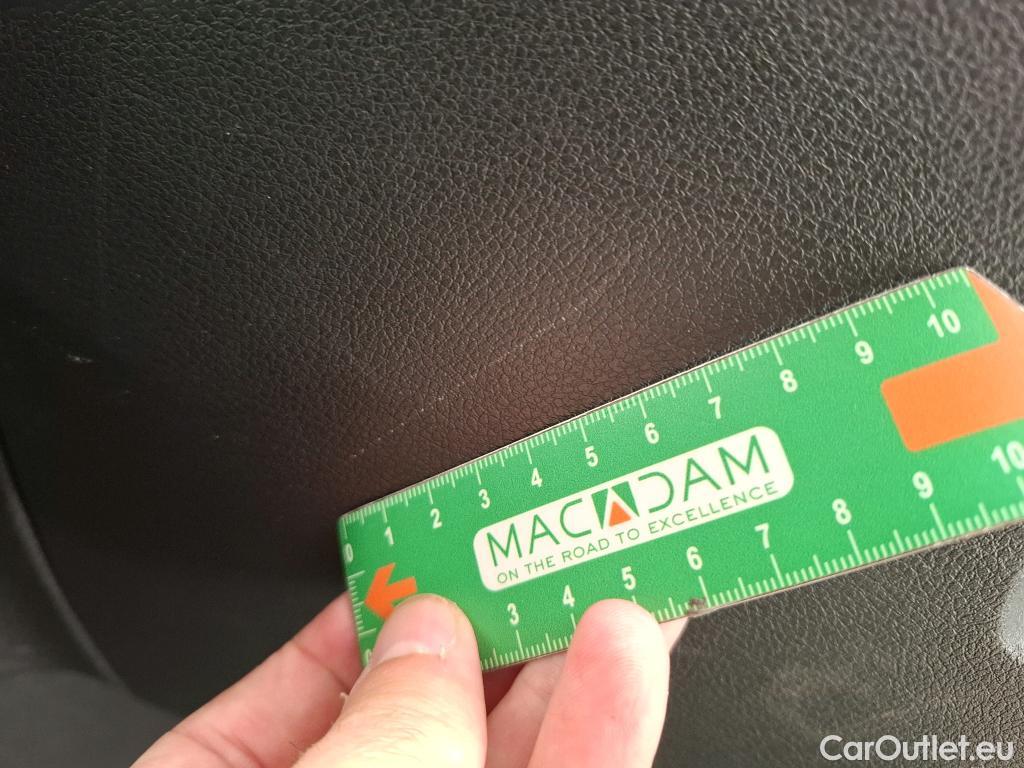 0 1 2 3 4 5 6 7 8 9 10
MACADAM
ON THE ROAD TO EXCELLENCE
3 4 5 6 7 8 9 10
CarOutlet.eu